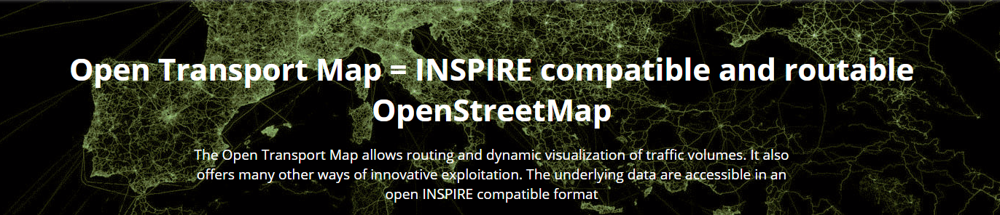 Open Transport Map = INSPIRE compatible and routable
OpenStreetMap
The Open Transport Map allows routing and dynamic visualization of traffic volumes. It also
offers many other ways of innovative exploitation. The underlying data are accessible in an
open INSPIRE compatible format